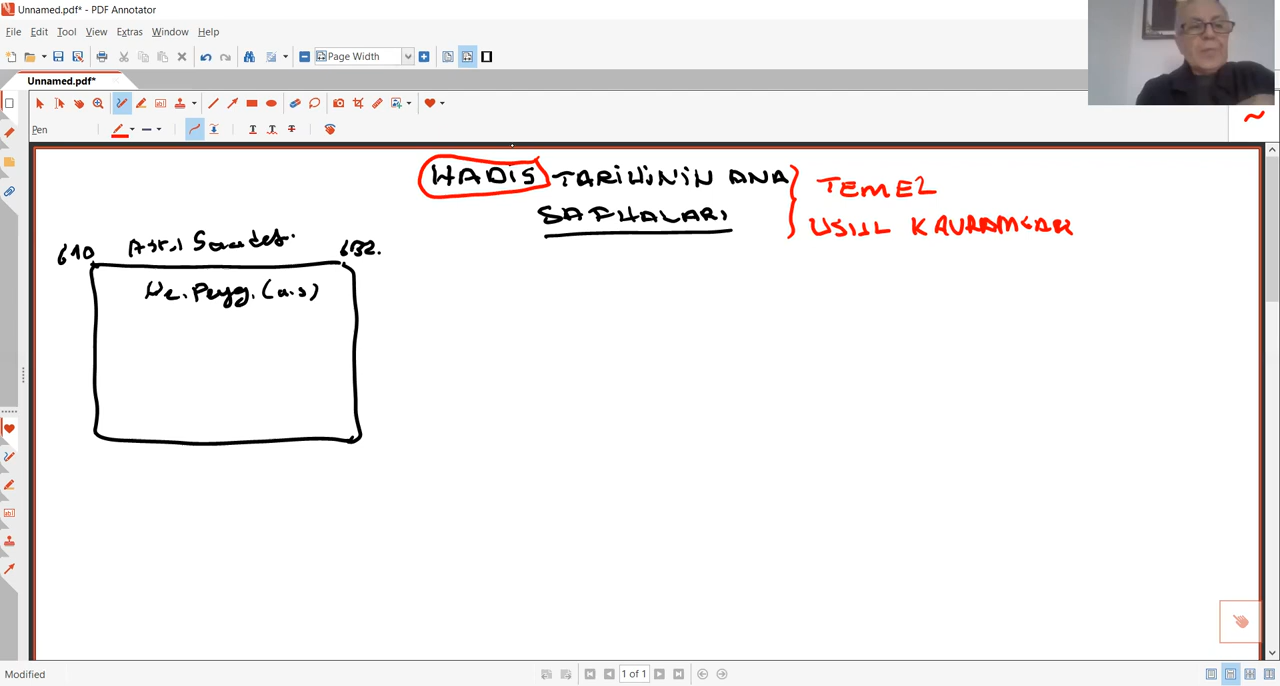 Unnamed.pdf* - PDF Annotator
File Edit Tool View Extras Window Help
Page Width
Unnamed.pdf*
Pen
HADİS TARİHİNİN ANA
SAFHALARI
TEMEL
USUL KAVRAMLAR
610 Asr-ı Saadet. 632.
Hz. Peyg. (a.s)
Modified
1 of 1